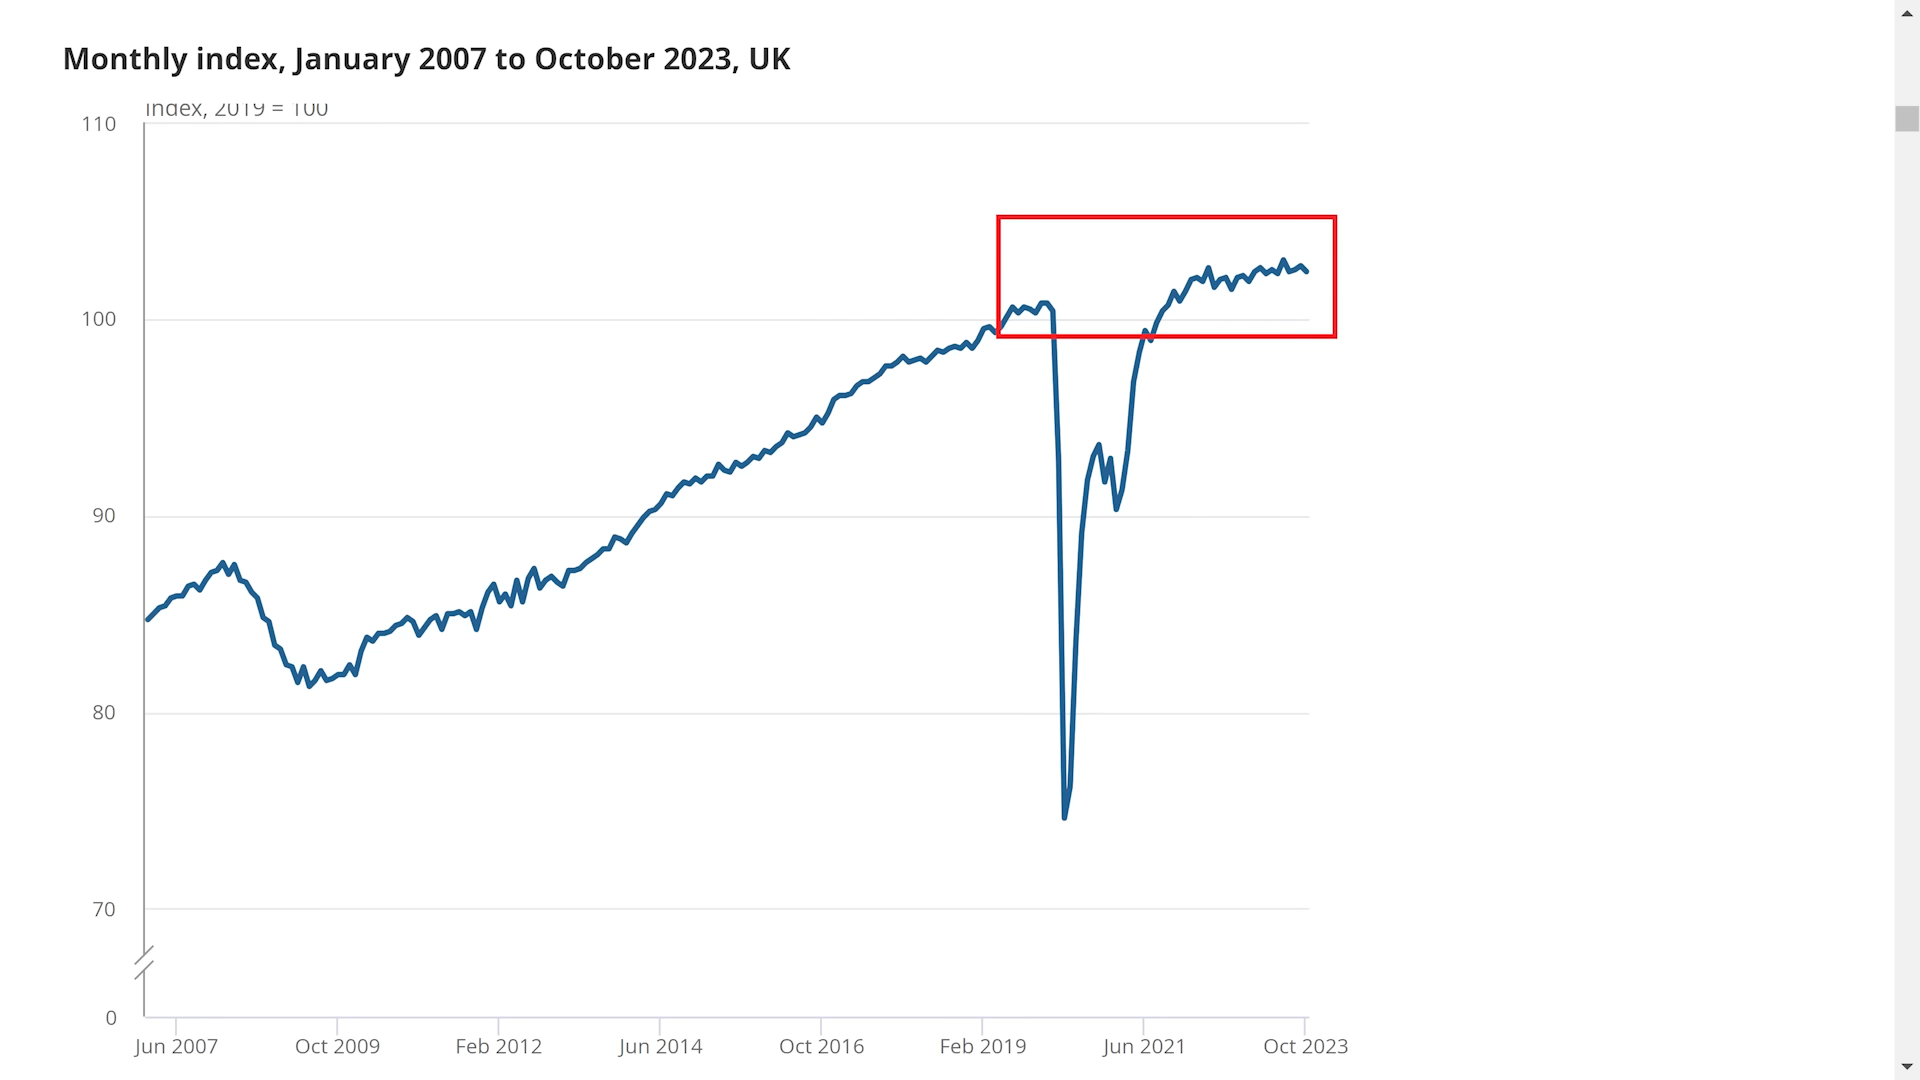 Monthly index, January 2007 to October 2023, UK
Index, 2019 = 100
110
100
90
80
70
0
Jun 2007 Oct 2009 Feb 2012 Jun 2014 Oct 2016 Feb 2019 Jun 2021 Oct 2023